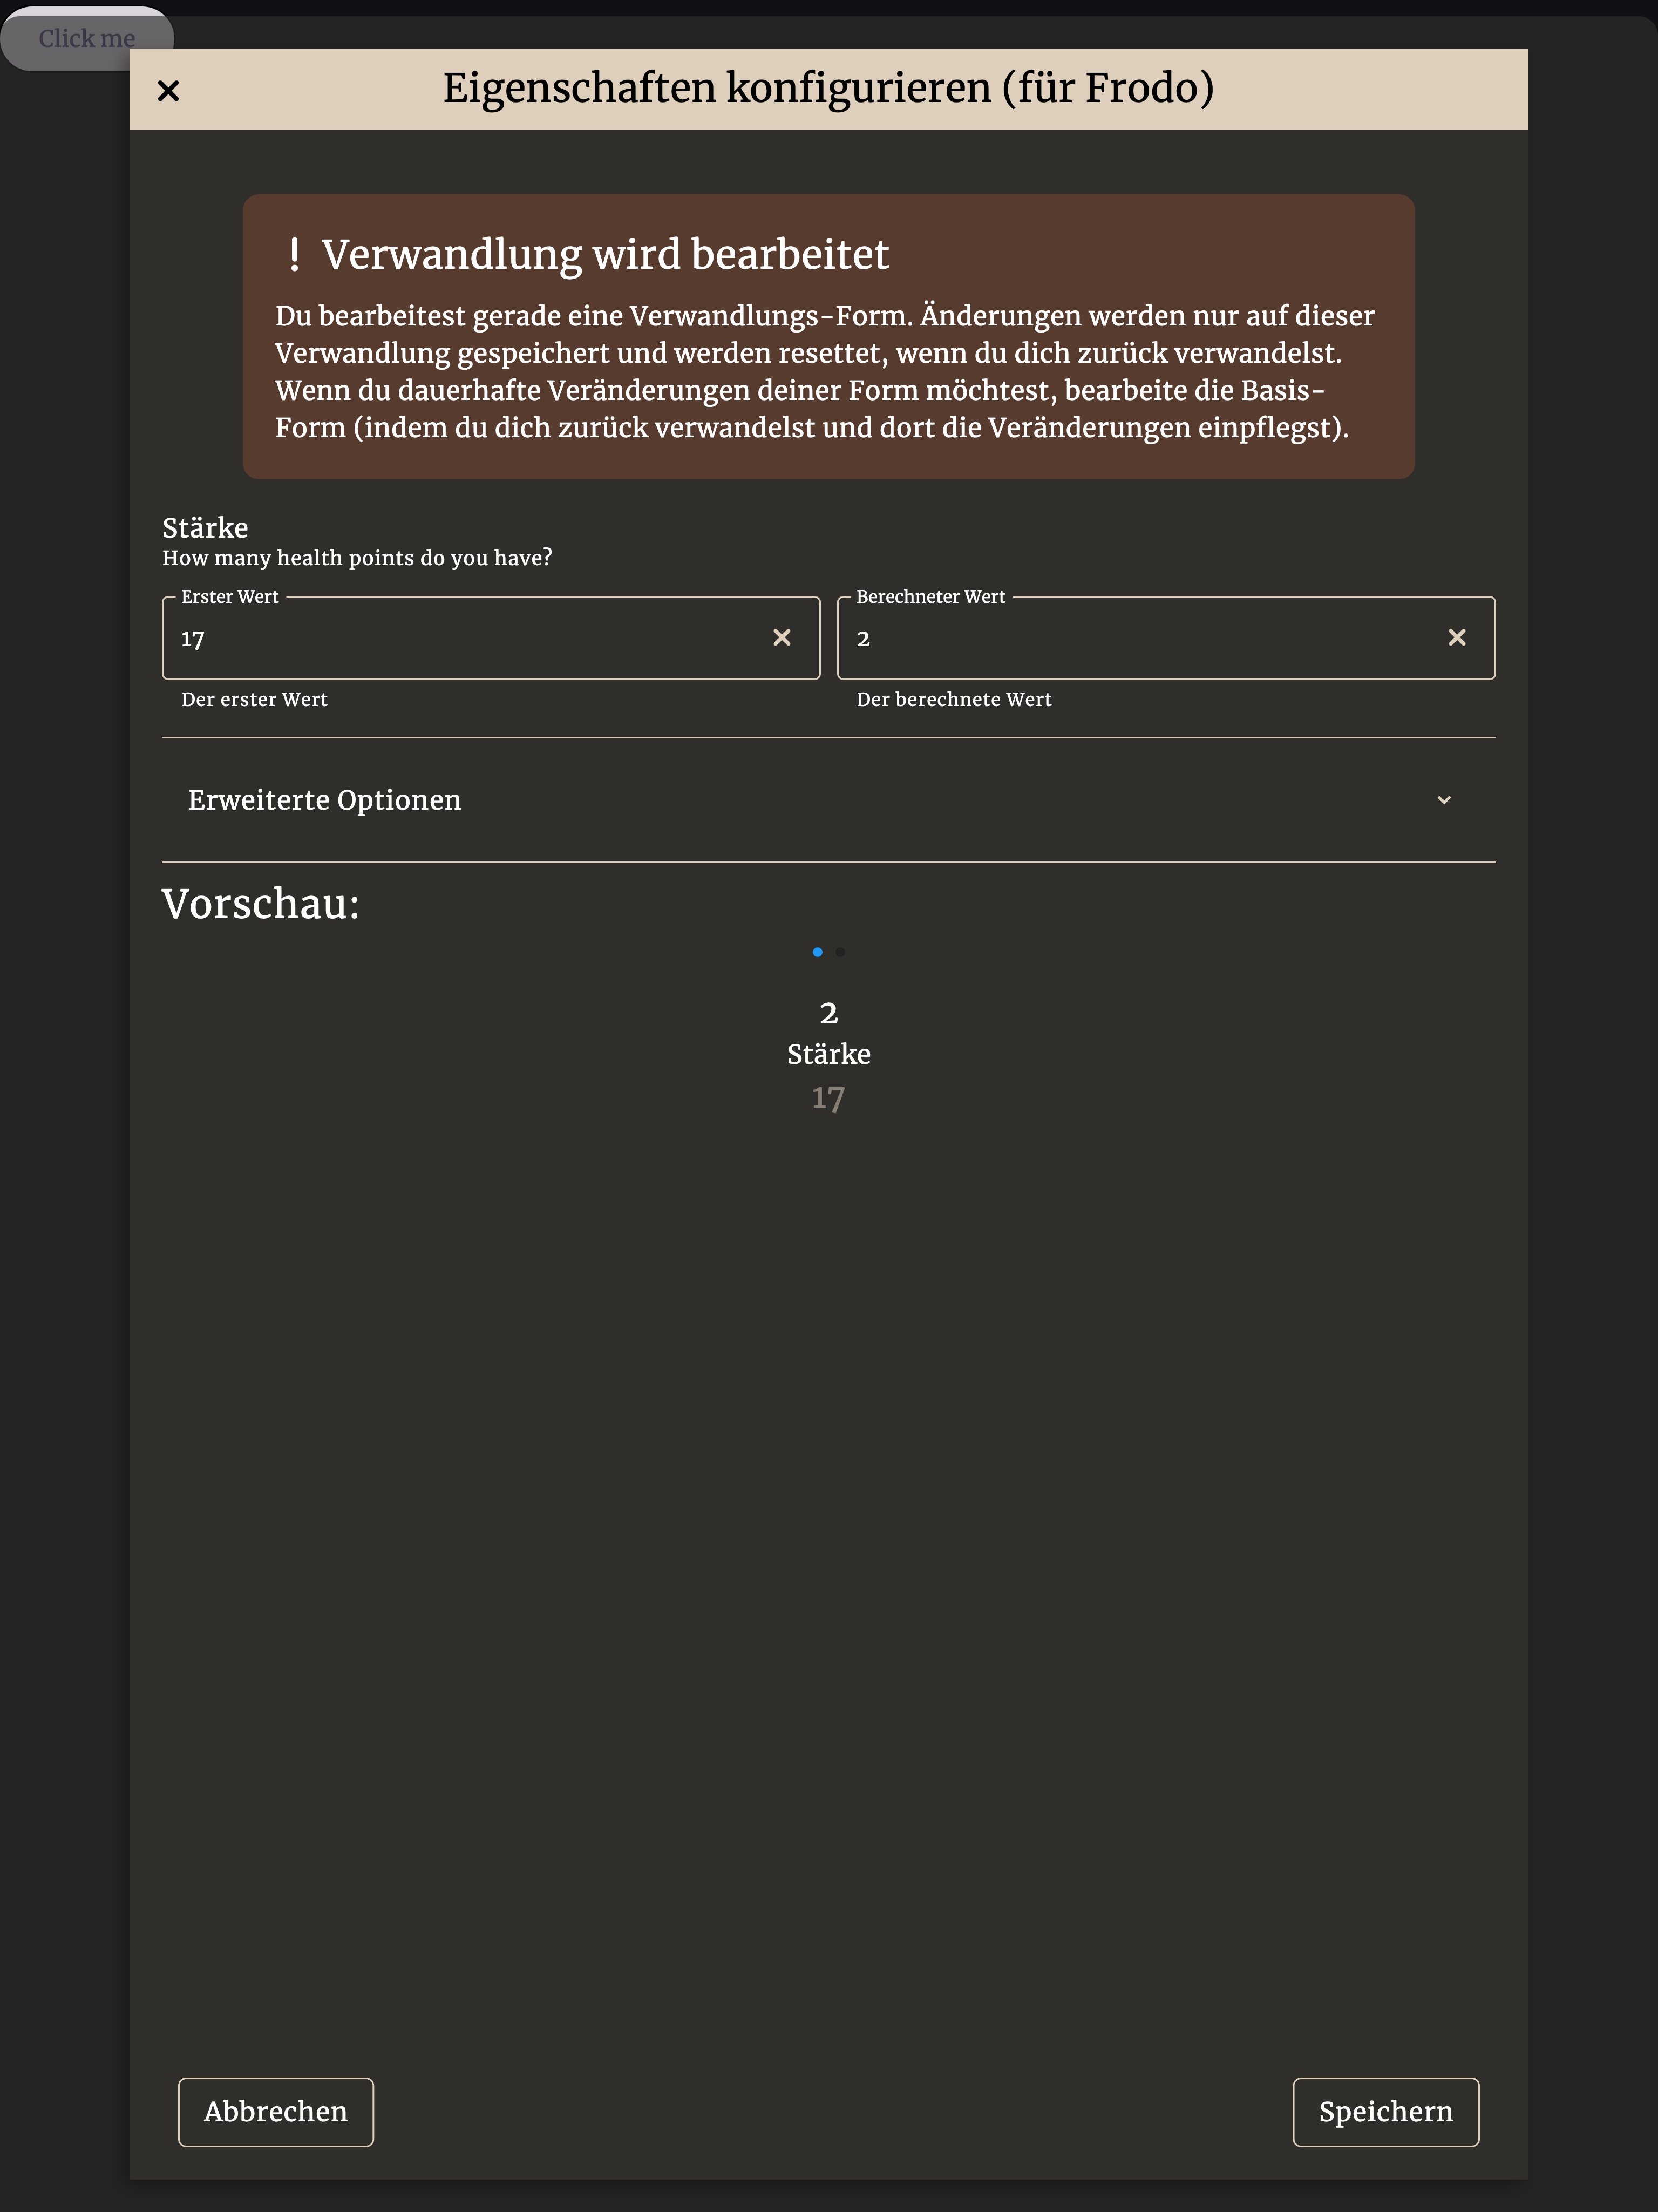 Click me
Eigenschaften konfigurieren (für Frodo)
! Verwandlung wird bearbeitet
Du bearbeitest gerade eine Verwandlungs-Form. Änderungen werden nur auf dieser
Verwandlung gespeichert und werden resettet, wenn du dich zurück verwandelst.
Wenn du dauerhafte Veränderungen deiner Form möchtest, bearbeite die Basis-
Form (indem du dich zurück verwandelst und dort die Veränderungen einpflegst).
Stärke
How many health points do you have?
Erster Wert
17
Der erster Wert
Berechneter Wert
2
Der berechnete Wert
Erweiterte Optionen
Vorschau:
2
Stärke
17
Abbrechen
Speichern